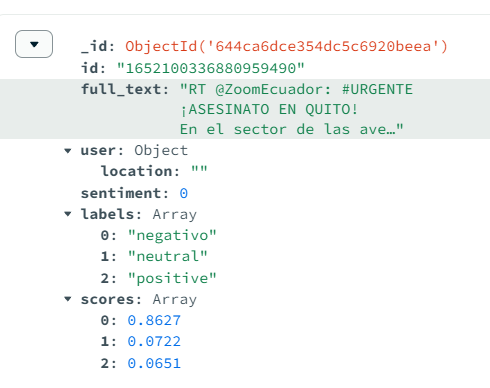 _id: ObjectId('644ca6dce354dc5c6920beea')
id: "1652100336880959490"
full_text: "RT @ZoomEcuador: #URGENTE
¡ASESINATO EN QUITO!
En el sector de las ave…"
user: Object
location: ""
sentiment: 0
labels: Array
0: "negativo"
1: "neutral"
2: "positive"
scores: Array
0: 0.8627
1: 0.0722
2: 0.0651